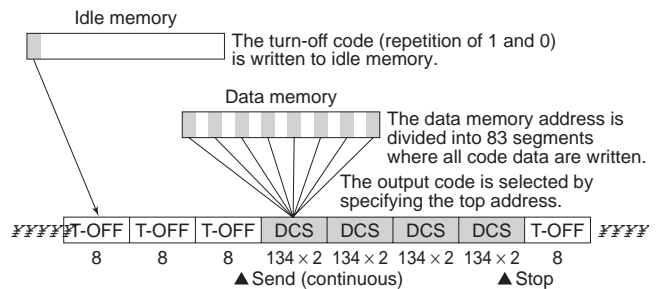 Idle memory
The turn-off code (repetition of 1 and 0)
is written to idle memory.
Data memory
The data memory address is
divided into 83 segments
where all code data are written.
The output code is selected by
specifying the top address.
T-OFF T-OFF T-OFF DCS DCS DCS DCS T-OFF
8 8 8 134 × 2 134 × 2 134 × 2 134 × 2 8
▲Send (continuous) ▲Stop